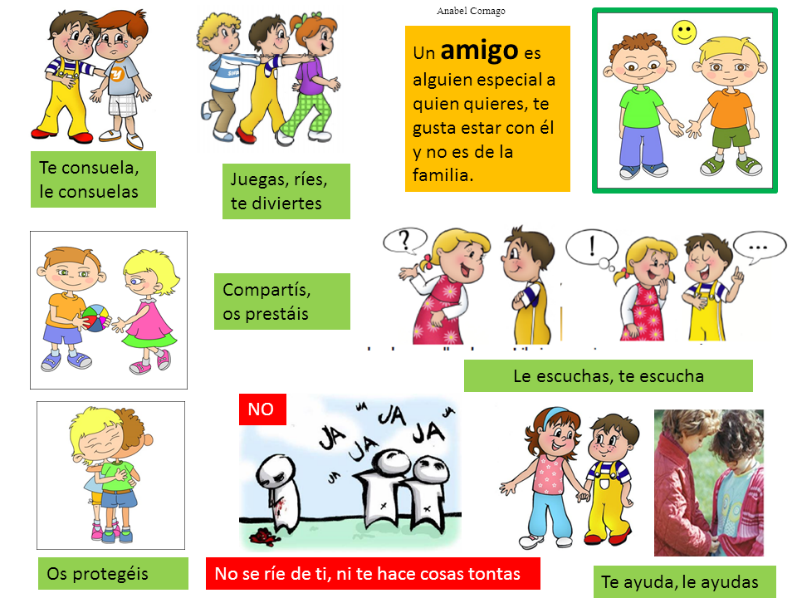 Anabel Cornago
Un amigo es
alguien especial a
quien quieres, te
gusta estar con él
y no es de la
familia.
Te consuela,
le consuelas
Juegas, ríes,
te diviertes
Compartís,
os prestáis
?
!
...
Le escuchas, te escucha
NO
JA
JA
JA
JA
JA
JA
JA
Os protegéis
No se ríe de ti, ni te hace cosas tontas
Te ayuda, le ayudas